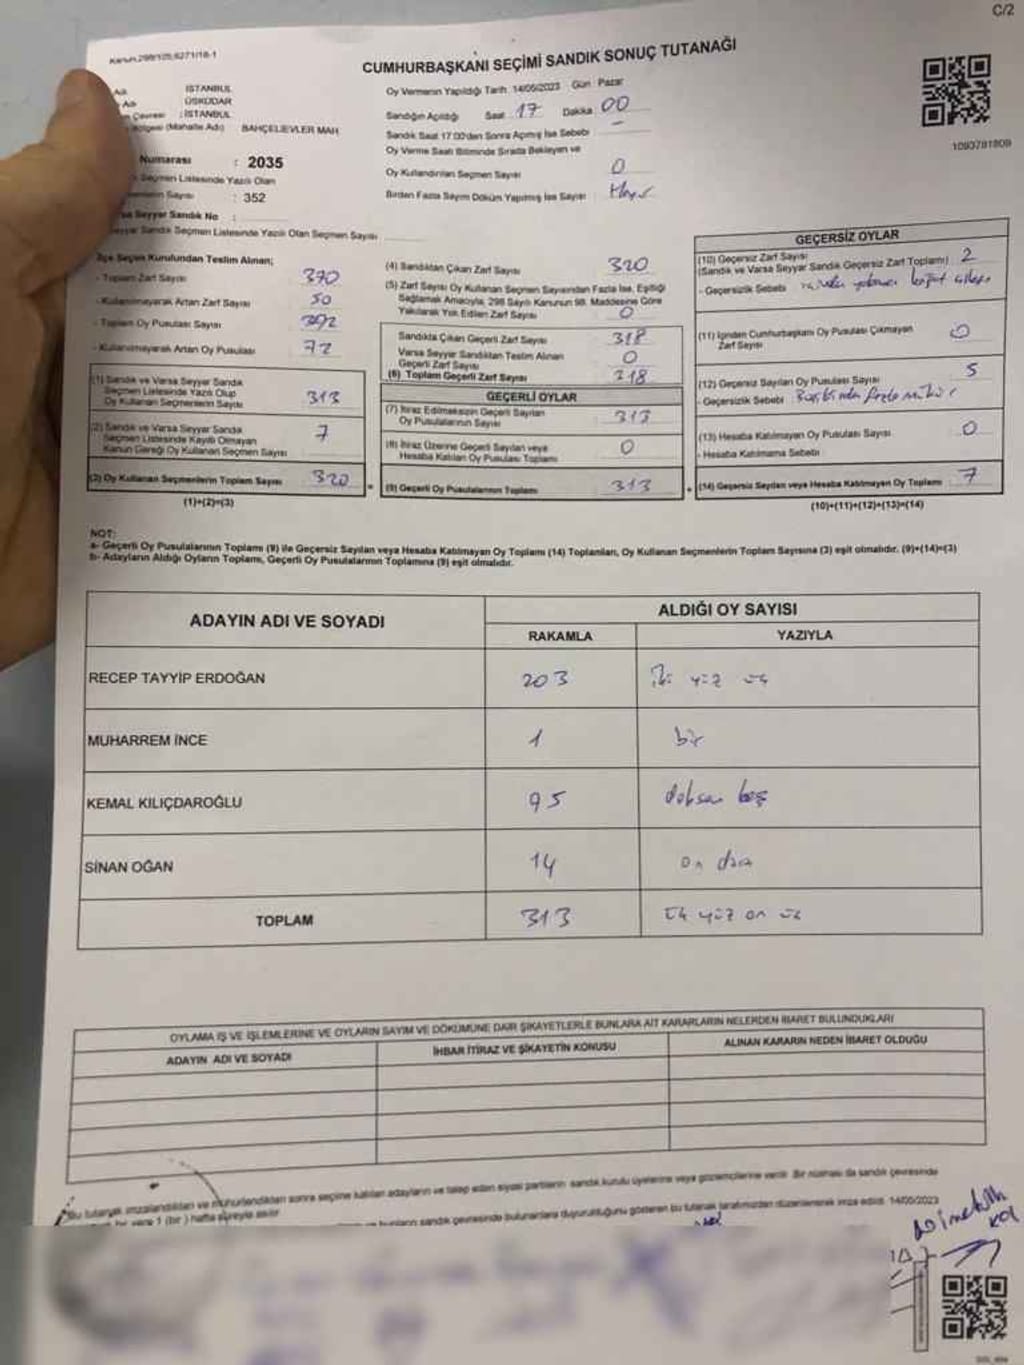 C/2
Kanun:298/105;6271/18-1
CUMHURBAŞKANI SEÇİMİ SANDIK SONUÇ TUTANAĞI
Adı İSTANBUL
Adı ÜSKÜDAR
Çevresi : İSTANBUL
Bölgesi (Mahalle Adı) BAHÇELİEVLER MAH.
Numarası : 2035
Seçmen Listesinde Yazılı Olan
Seçmenlerin Sayısı : 352
Varsa Seyyar Sandık No :
Seyyar Sandık Seçmen Listesinde Yazılı Olan Seçmen Sayısı
Oy Vermenin Yapıldığı Tarih 14/05/2023 Gün Pazar
Sandığın Açıldığı Saat 17 Dakika 00
Sandık Saat 17:00'den Sonra Açılmış İse Sebebi –
Oy Verme Saati Bitiminde Sırada Bekleyen ve
Oy Kullandırılan Seçmen Sayısı 0
Birden Fazla Sayım Döküm Yapılmış İse Sayısı
1093781809
İlçe Seçim Kurulundan Teslim Alınan;
- Toplam Zarf Sayısı 370
- Kullanılmayarak Artan Zarf Sayısı 50
- Toplam Oy Pusulası Sayısı 392
- Kullanılmayarak Artan Oy Pusulası 72
(1) Sandık ve Varsa Seyyar Sandık
Seçmen Listesinde Yazılı Olup
Oy Kullanan Seçmenlerin Sayısı 313
(2) Sandık ve Varsa Seyyar Sandık
Seçmen Listesinde Kayıtlı Olmayan
Kanun Gereği Oy Kullanan Seçmen Sayısı 7
(3) Oy Kullanan Seçmenlerin Toplam Sayısı 320
(1)+(2)=(3)
(4) Sandıktan Çıkan Zarf Sayısı 320
(5) Zarf Sayısı Oy Kullanan Seçmen Sayısından Fazla İse, Eşitliği
Sağlamak Amacıyla, 298 Sayılı Kanunun 98. Maddesine Göre
Yakılarak Yok Edilen Zarf Sayısı 0
Sandıkta Çıkan Geçerli Zarf Sayısı 318
Varsa Seyyar Sandıktan Teslim Alınan
Geçerli Zarf Sayısı 0
(6) Toplam Geçerli Zarf Sayısı 318
GEÇERLİ OYLAR
(7) İtiraz Edilmeksizin Geçerli Sayılan
Oy Pusulalarının Sayısı 313
(8) İtiraz Üzerine Geçerli Sayılan veya
Hesaba Katılan Oy Pusulası Toplamı 0
(9) Geçerli Oy Pusulalarının Toplamı 313
GEÇERSİZ OYLAR
(10) Geçersiz Zarf Sayısı 2
(Sandık ve Varsa Seyyar Sandık Geçersiz Zarf Toplamı)
- Geçersizlik Sebebi
(11) İçinden Cumhurbaşkanı Oy Pusulası Çıkmayan
Zarf Sayısı 0
(12) Geçersiz Sayılan Oy Pusulası Sayısı 5
- Geçersizlik Sebebi Birden fazla mühür
(13) Hesaba Katılmayan Oy Pusulası Sayısı 0
- Hesaba Katılmama Sebebi
(14) Geçersiz Sayılan veya Hesaba Katılmayan Oy Toplamı 7
(10)+(11)+(12)+(13)=(14)
NOT:
a- Geçerli Oy Pusulalarının Toplamı (9) ile Geçersiz Sayılan veya Hesaba Katılmayan Oy Toplamı (14) Toplamları, Oy Kullanan Seçmenlerin Toplam Sayısına (3) eşit olmalıdır. (9)+(14)=(3)
b- Adayların Aldığı Oyların Toplamı, Geçerli Oy Pusulalarının Toplamına (9) eşit olmalıdır.
ADAYIN ADI VE SOYADI ALDIĞI OY SAYISI
RAKAMLA YAZIYLA
RECEP TAYYİP ERDOĞAN 203 iki yüz üç
MUHARREM İNCE 1 bir
KEMAL KILIÇDAROĞLU 95 doksan beş
SİNAN OĞAN 14 on dört
TOPLAM 313 üç yüz on üç
OYLAMA İŞ VE İŞLEMLERİNE VE OYLARIN SAYIM VE DÖKÜMÜNE DAİR ŞİKAYETLERLE BUNLARA AİT KARARLARIN NELERDEN İBARET BULUNDUKLARI
ADAYIN ADI VE SOYADI İHBAR İTİRAZ VE ŞİKAYETİN KONUSU ALINAN KARARIN NEDEN İBARET OLDUĞU
Bu tutanak imzalandıktan ve mühürlendikten sonra seçime katılan adayların ve talep eden siyasi partilerin sandık kurulu üyelerine veya gözlemcilerine verilir. Bir nüshası da sandık çevresinde
bir yere 1 (bir) hafta süreyle asılır.
bunların sandık çevresinde bulunanlara duyurulduğunu gösteren bu tutanak tarafımızdan düzenlenerek imza edildi. 14/05/2023